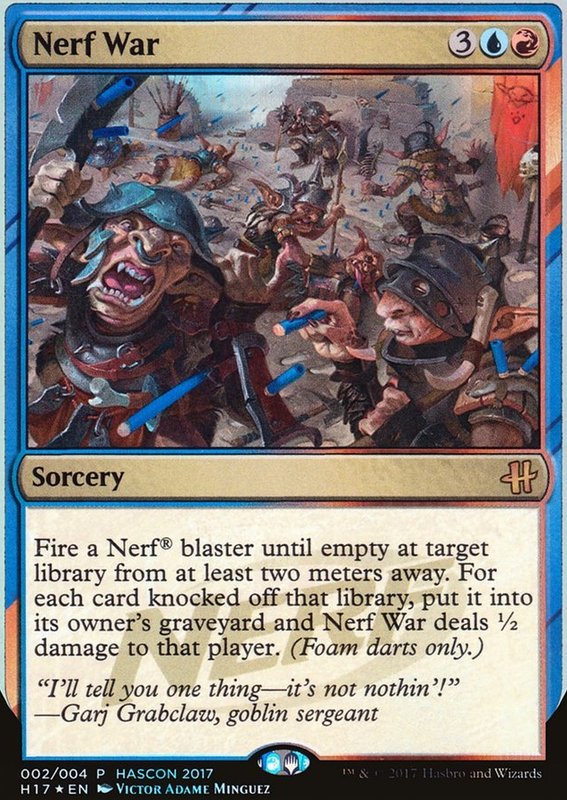 Nerf War
3
Sorcery
Fire a Nerf® blaster until empty at target
library from at least two meters away. For
each card knocked off that library, put it into
its owner's graveyard and Nerf War deals ½
damage to that player. (Foam darts only.)
NERF
“I'll tell you one thing—it's not nothin'!”
—Garj Grabclaw, goblin sergeant
002/004 P HASCON 2017
H17★EN Victor Adame Minguez
™ & © 2017 Hasbro and Wizards